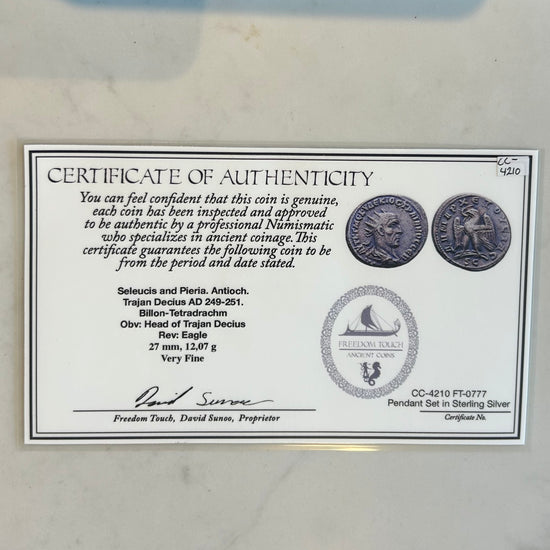 CERTIFICATE OF AUTHENTICITY
CC-
4210
You can feel confident that this coin is genuine,
each coin has been inspected and approved
to be authentic by a professional Numismatic
who specializes in ancient coinage. This
certificate guarantees the following coin to be
from the period and date stated.
Seleucis and Pieria. Antioch.
Trajan Decius AD 249-251.
Billon-Tetradrachm
Obv: Head of Trajan Decius
Rev: Eagle
27 mm, 12,07 g
Very Fine
FREEDOM TOUCH
ANCIENT COINS
David Sunoo
Freedom Touch, David Sunoo, Proprietor
CC-4210 FT-0777
Pendant Set in Sterling Silver
Certificate No.